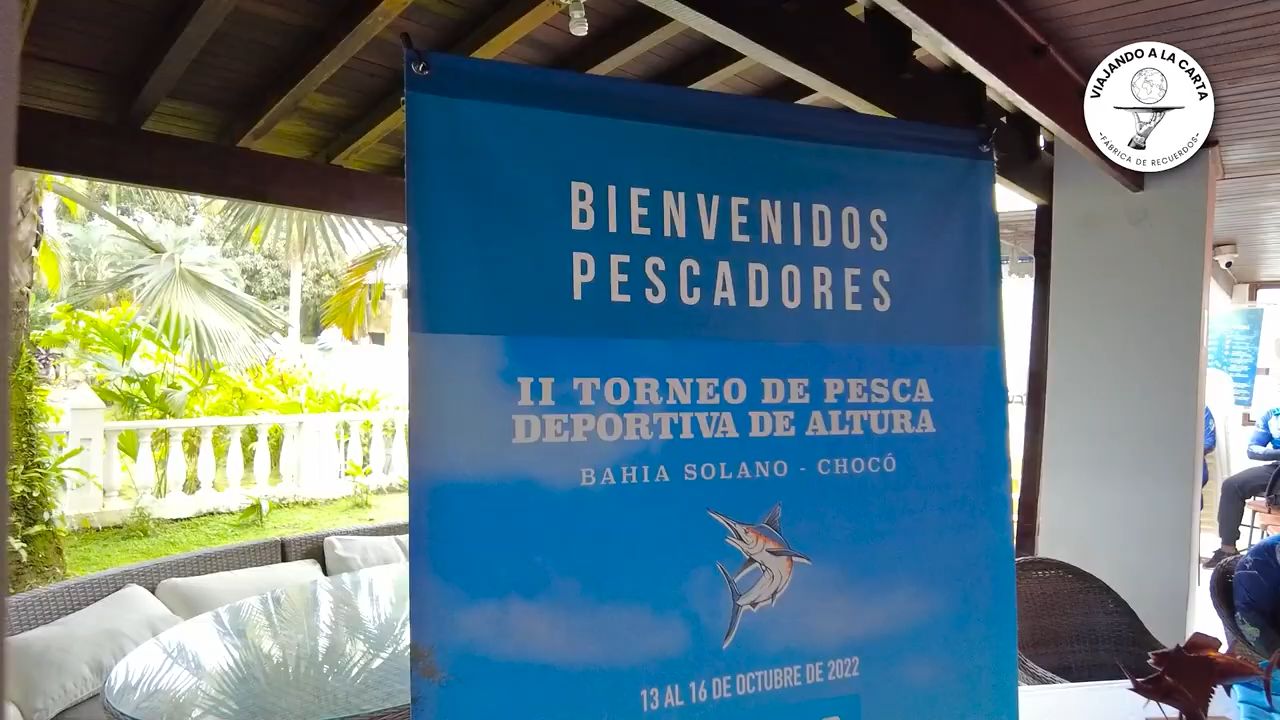 BIENVENIDOS
PESCADORES
II TORNEO DE PESCA
DEPORTIVA DE ALTURA
BAHIA SOLANO - CHOCÓ
13 AL 16 DE OCTUBRE DE 2022
VIAJANDO A LA CARTA
-FABRICA DE RECUERDOS-